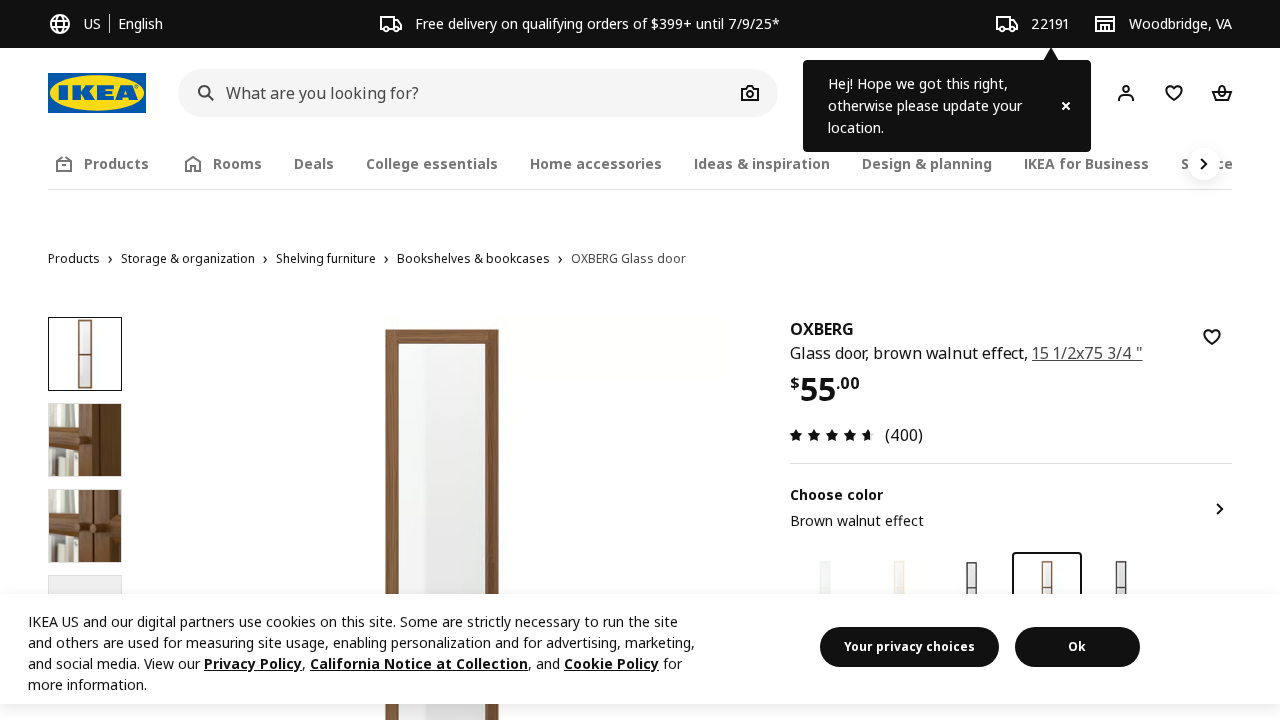 US
English
Free delivery on qualifying orders of $399+ until 7/9/25*
22191
Woodbridge, VA
IKEA
What are you looking for?
Hej! Hope we got this right,
otherwise please update your
location.
Products
Rooms
Deals
College essentials
Home accessories
Ideas & inspiration
Design & planning
IKEA for Business
Products › Storage & organization › Shelving furniture › Bookshelves & bookcases › OXBERG Glass door
OXBERG
Glass door, brown walnut effect, 15 1/2x75 3/4 "
$55.00
(400)
Choose color
Brown walnut effect
IKEA US and our digital partners use cookies on this site. Some are strictly necessary to run the site
and others are used for measuring site usage, enabling personalization and for advertising, marketing,
and social media. View our Privacy Policy, California Notice at Collection, and Cookie Policy for
more information.
Your privacy choices
Ok